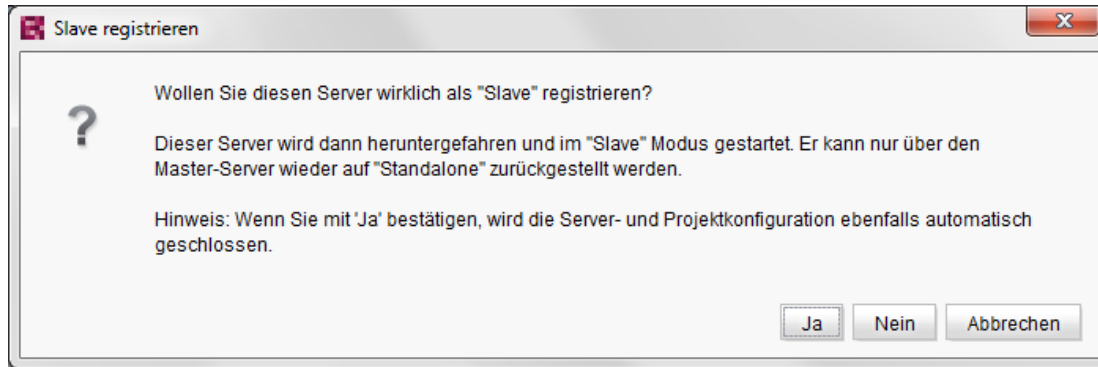 Slave registrieren
Wollen Sie diesen Server wirklich als "Slave" registrieren?
Dieser Server wird dann heruntergefahren und im "Slave" Modus gestartet. Er kann nur über den
Master-Server wieder auf "Standalone" zurückgestellt werden.
Hinweis: Wenn Sie mit 'Ja' bestätigen, wird die Server- und Projektkonfiguration ebenfalls automatisch
geschlossen.
Ja Nein Abbrechen